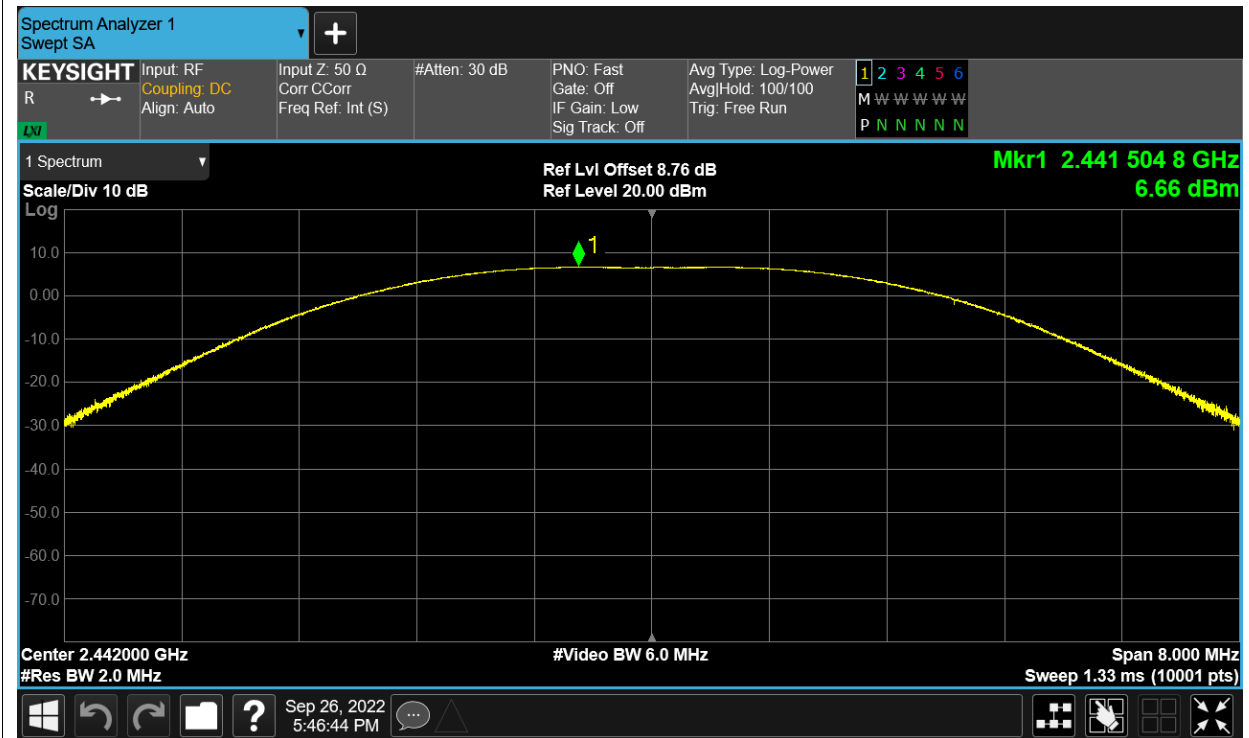 Spectrum Analyzer 1
Swept SA
KEYSIGHT
R
LXI
Input: RF
Coupling: DC
Align: Auto
Input Z: 50 Ω
Corr CCorr
Freq Ref: Int (S)
#Atten: 30 dB
PNO: Fast
Gate: Off
IF Gain: Low
Sig Track: Off
Avg Type: Log-Power
Avg|Hold: 100/100
Trig: Free Run
1 2 3 4 5 6
M W W W W W
P N N N N N
1 Spectrum
Scale/Div 10 dB
Log
Ref Lvl Offset 8.76 dB
Ref Level 20.00 dBm
Mkr1 2.441 504 8 GHz
6.66 dBm
1
10.0
0.00
-10.0
-20.0
-30.0
-40.0
-50.0
-60.0
-70.0
Center 2.442000 GHz
#Res BW 2.0 MHz
#Video BW 6.0 MHz
Span 8.000 MHz
Sweep 1.33 ms (10001 pts)
?
Sep 26, 2022
5:46:44 PM